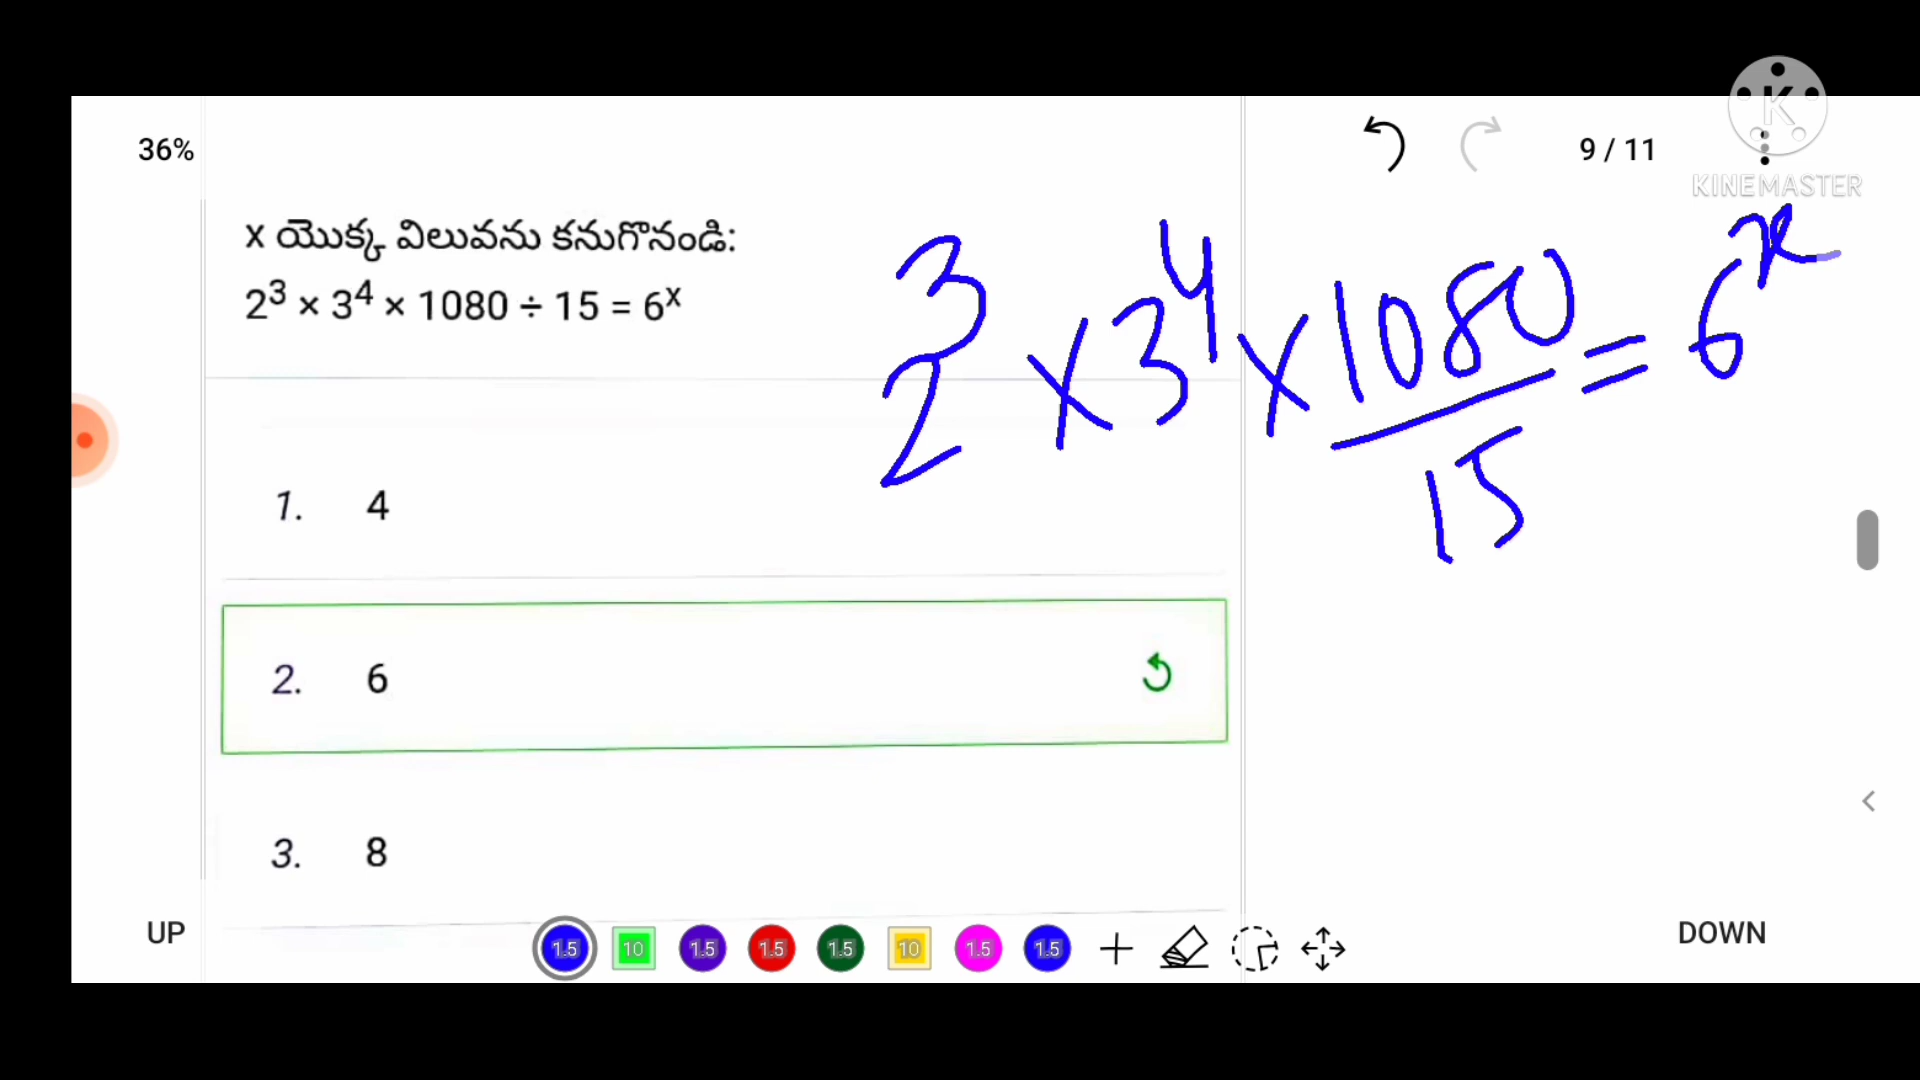 36%
9 / 11
KINEMASTER
x యొక్క విలువను కనుగొనండి:
2³ × 3⁴ × 1080 ÷ 15 = 6ˣ
2³ × 3⁴ × 1080/15 = 6ˣ
1. 4
2. 6
3. 8
UP
1.5 10 1.5 1.5 1.5 10 1.5 1.5
DOWN